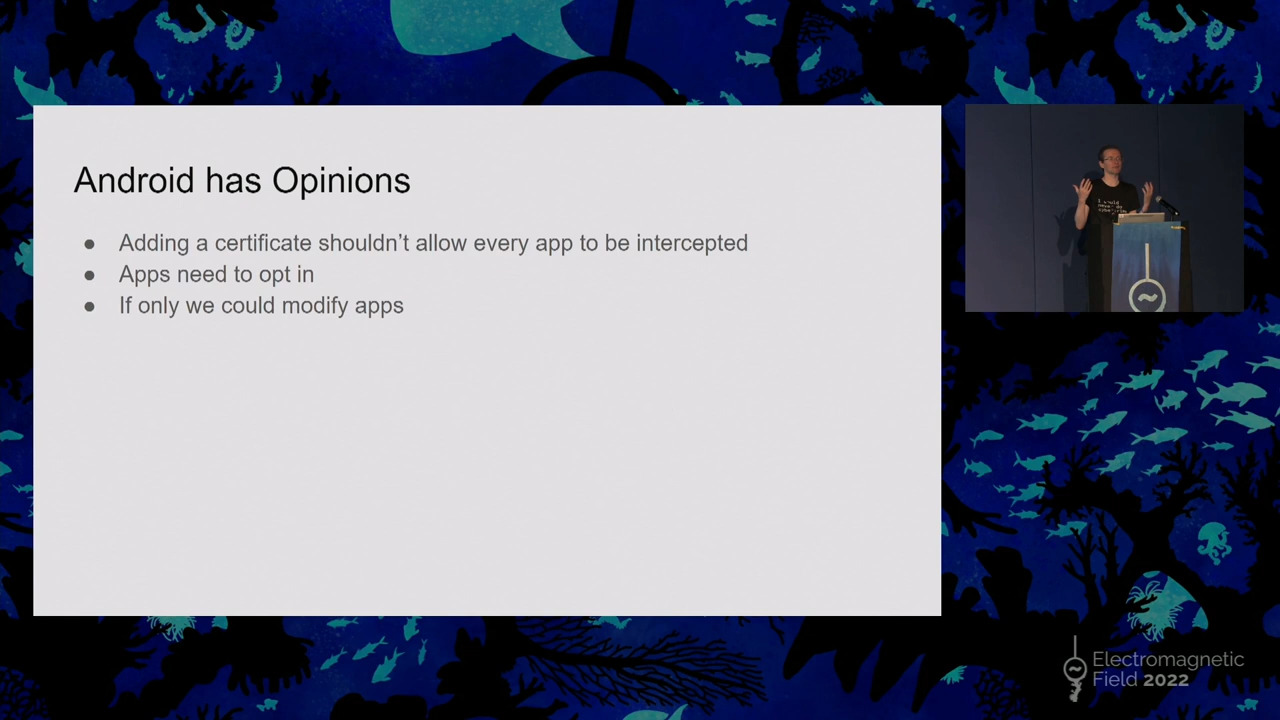 Android has Opinions
● Adding a certificate shouldn't allow every app to be intercepted
● Apps need to opt in
● If only we could modify apps
Electromagnetic
Field 2022